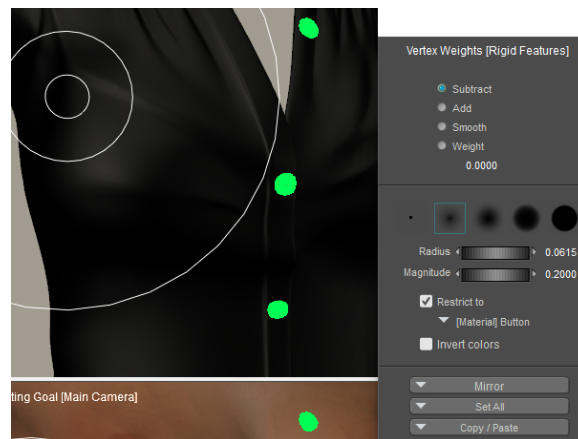 Vertex Weights [Rigid Features]
Subtract
Add
Smooth
Weight
0.0000
Radius 0.0615
Magnitude 0.2000
Restrict to
[Material] Button
Invert colors
Mirror
Set All
Copy / Paste
ting Goal [Main Camera]